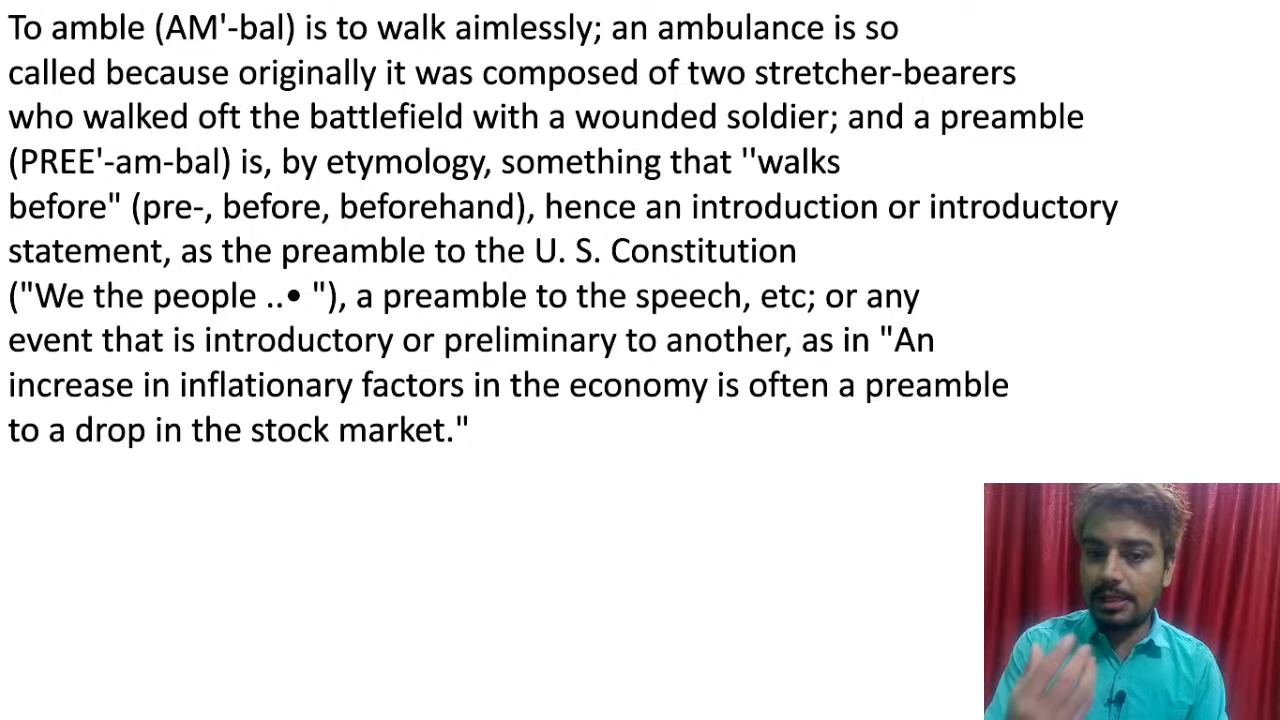 To amble (AM'-bal) is to walk aimlessly; an ambulance is so
called because originally it was composed of two stretcher-bearers
who walked oft the battlefield with a wounded soldier; and a preamble
(PREE'-am-bal) is, by etymology, something that ''walks
before" (pre-, before, beforehand), hence an introduction or introductory
statement, as the preamble to the U. S. Constitution
("We the people ..• "), a preamble to the speech, etc; or any
event that is introductory or preliminary to another, as in "An
increase in inflationary factors in the economy is often a preamble
to a drop in the stock market."